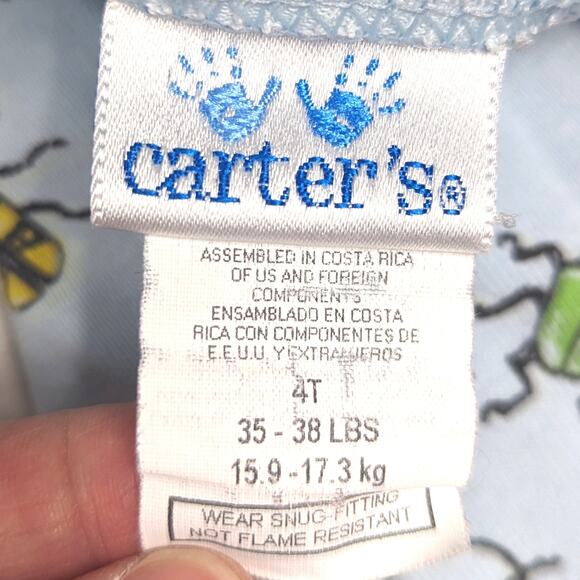 carter's®
ASSEMBLED IN COSTA RICA
OF US AND FOREIGN
COMPONENTS
ENSAMBLADO EN COSTA
RICA CON COMPONENTES DE
E.E.U.U. Y EXTRANJEROS
4T
35 - 38 LBS
15.9 - 17.3 kg
WEAR SNUG-FITTING
NOT FLAME RESISTANT